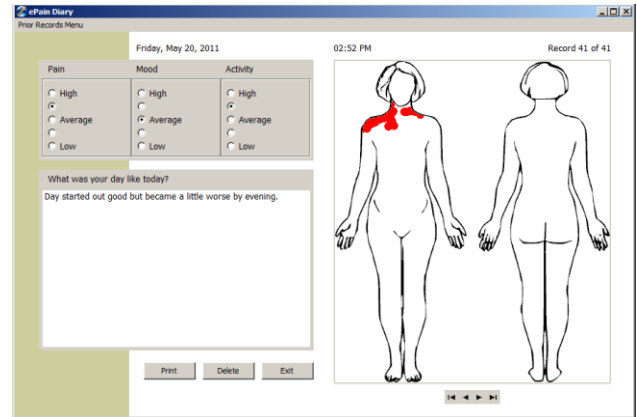 ePain Diary
Prior Records Menu
Friday, May 20, 2011 02:52 PM Record 41 of 41
Pain Mood Activity
High High High
Average Average Average
Low Low Low
What was your day like today?
Day started out good but became a little worse by evening.
Print Delete Exit